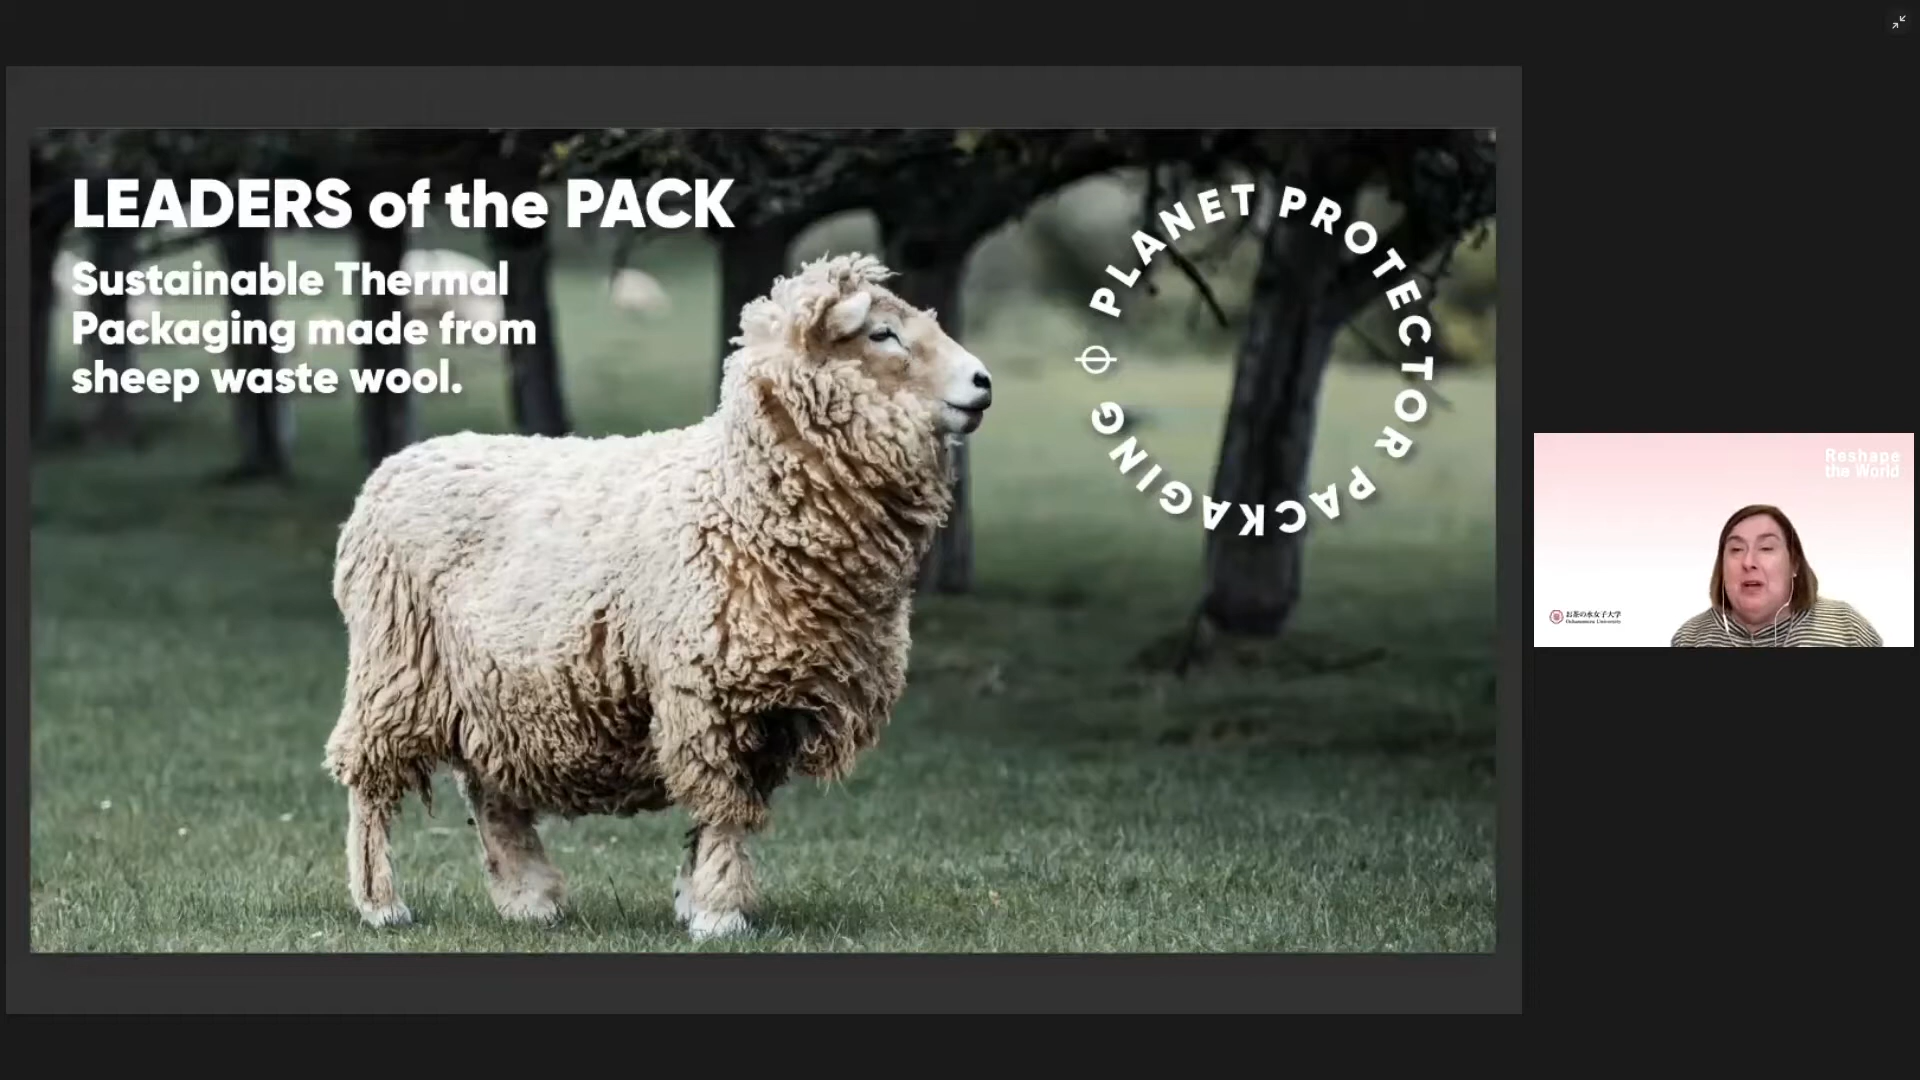 LEADERS of the PACK
Sustainable Thermal
Packaging made from
sheep waste wool.
PLANET PROTECTOR PACKAGING
Reshape
the World
お茶の水女子大学
Ochanomizu University